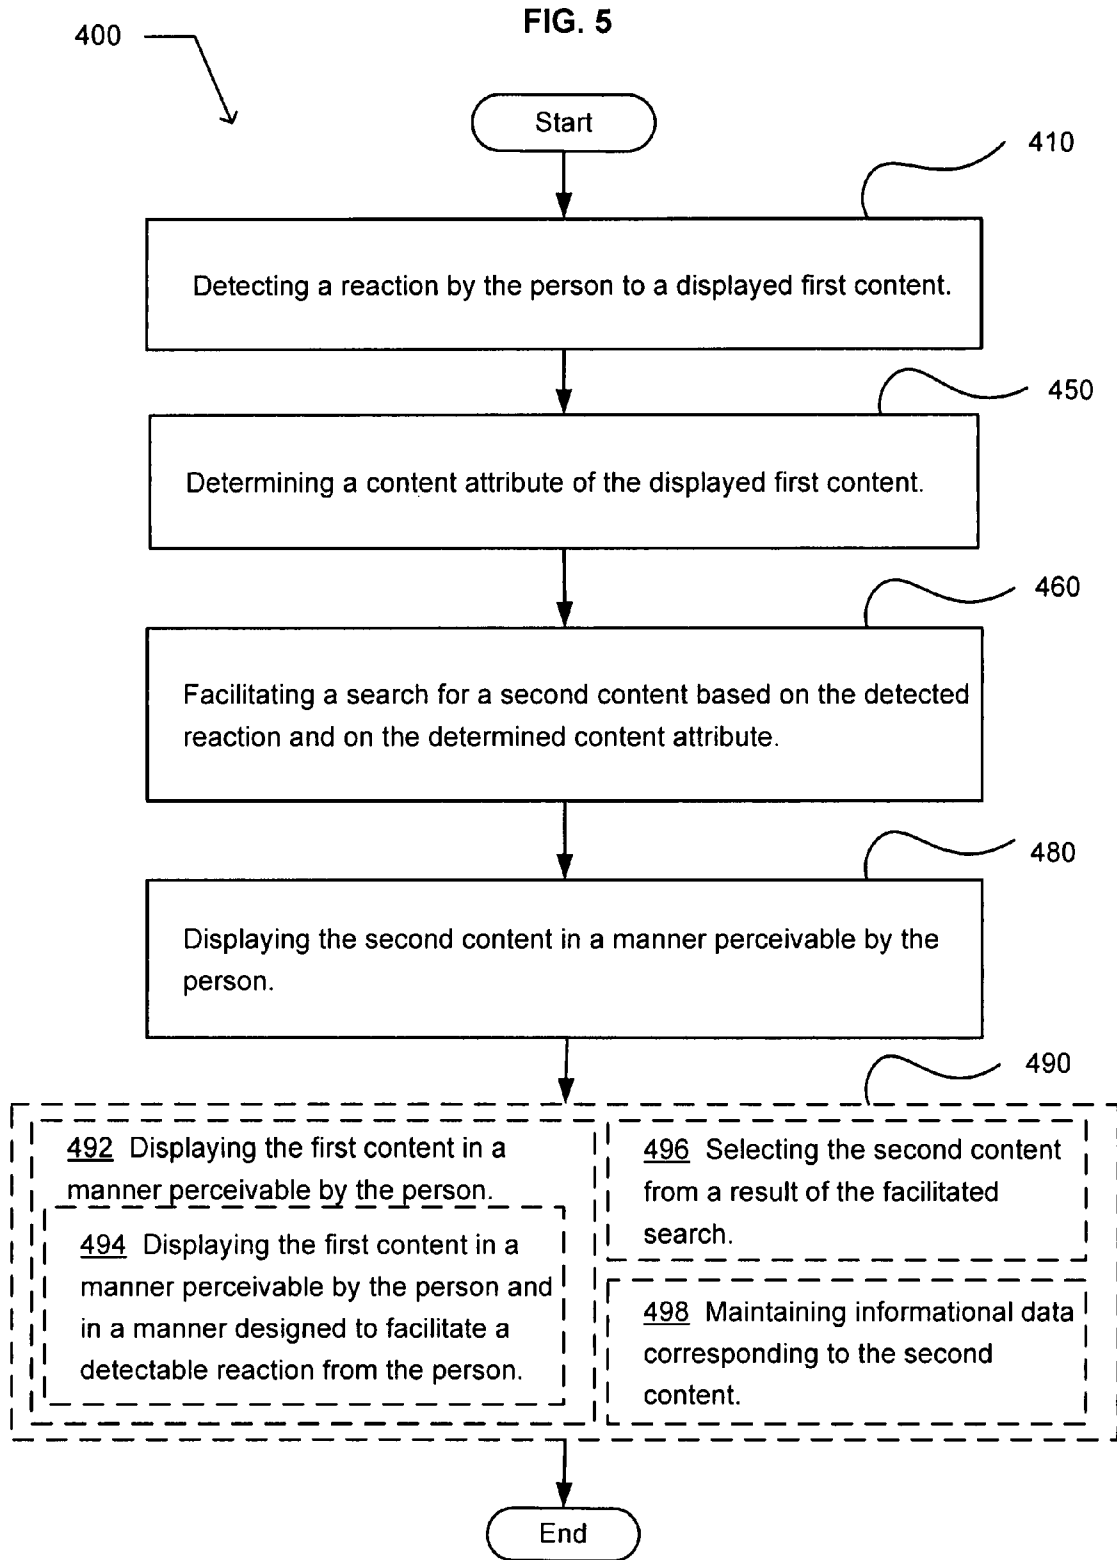 FIG. 5
400
Start
410
Detecting a reaction by the person to a displayed first content.
450
Determining a content attribute of the displayed first content.
460
Facilitating a search for a second content based on the detected
reaction and on the determined content attribute.
480
Displaying the second content in a manner perceivable by the
person.
490
492 Displaying the first content in a
manner perceivable by the person.
494 Displaying the first content in a
manner perceivable by the person and
in a manner designed to facilitate a
detectable reaction from the person.
496 Selecting the second content
from a result of the facilitated
search.
498 Maintaining informational data
corresponding to the second
content.
End